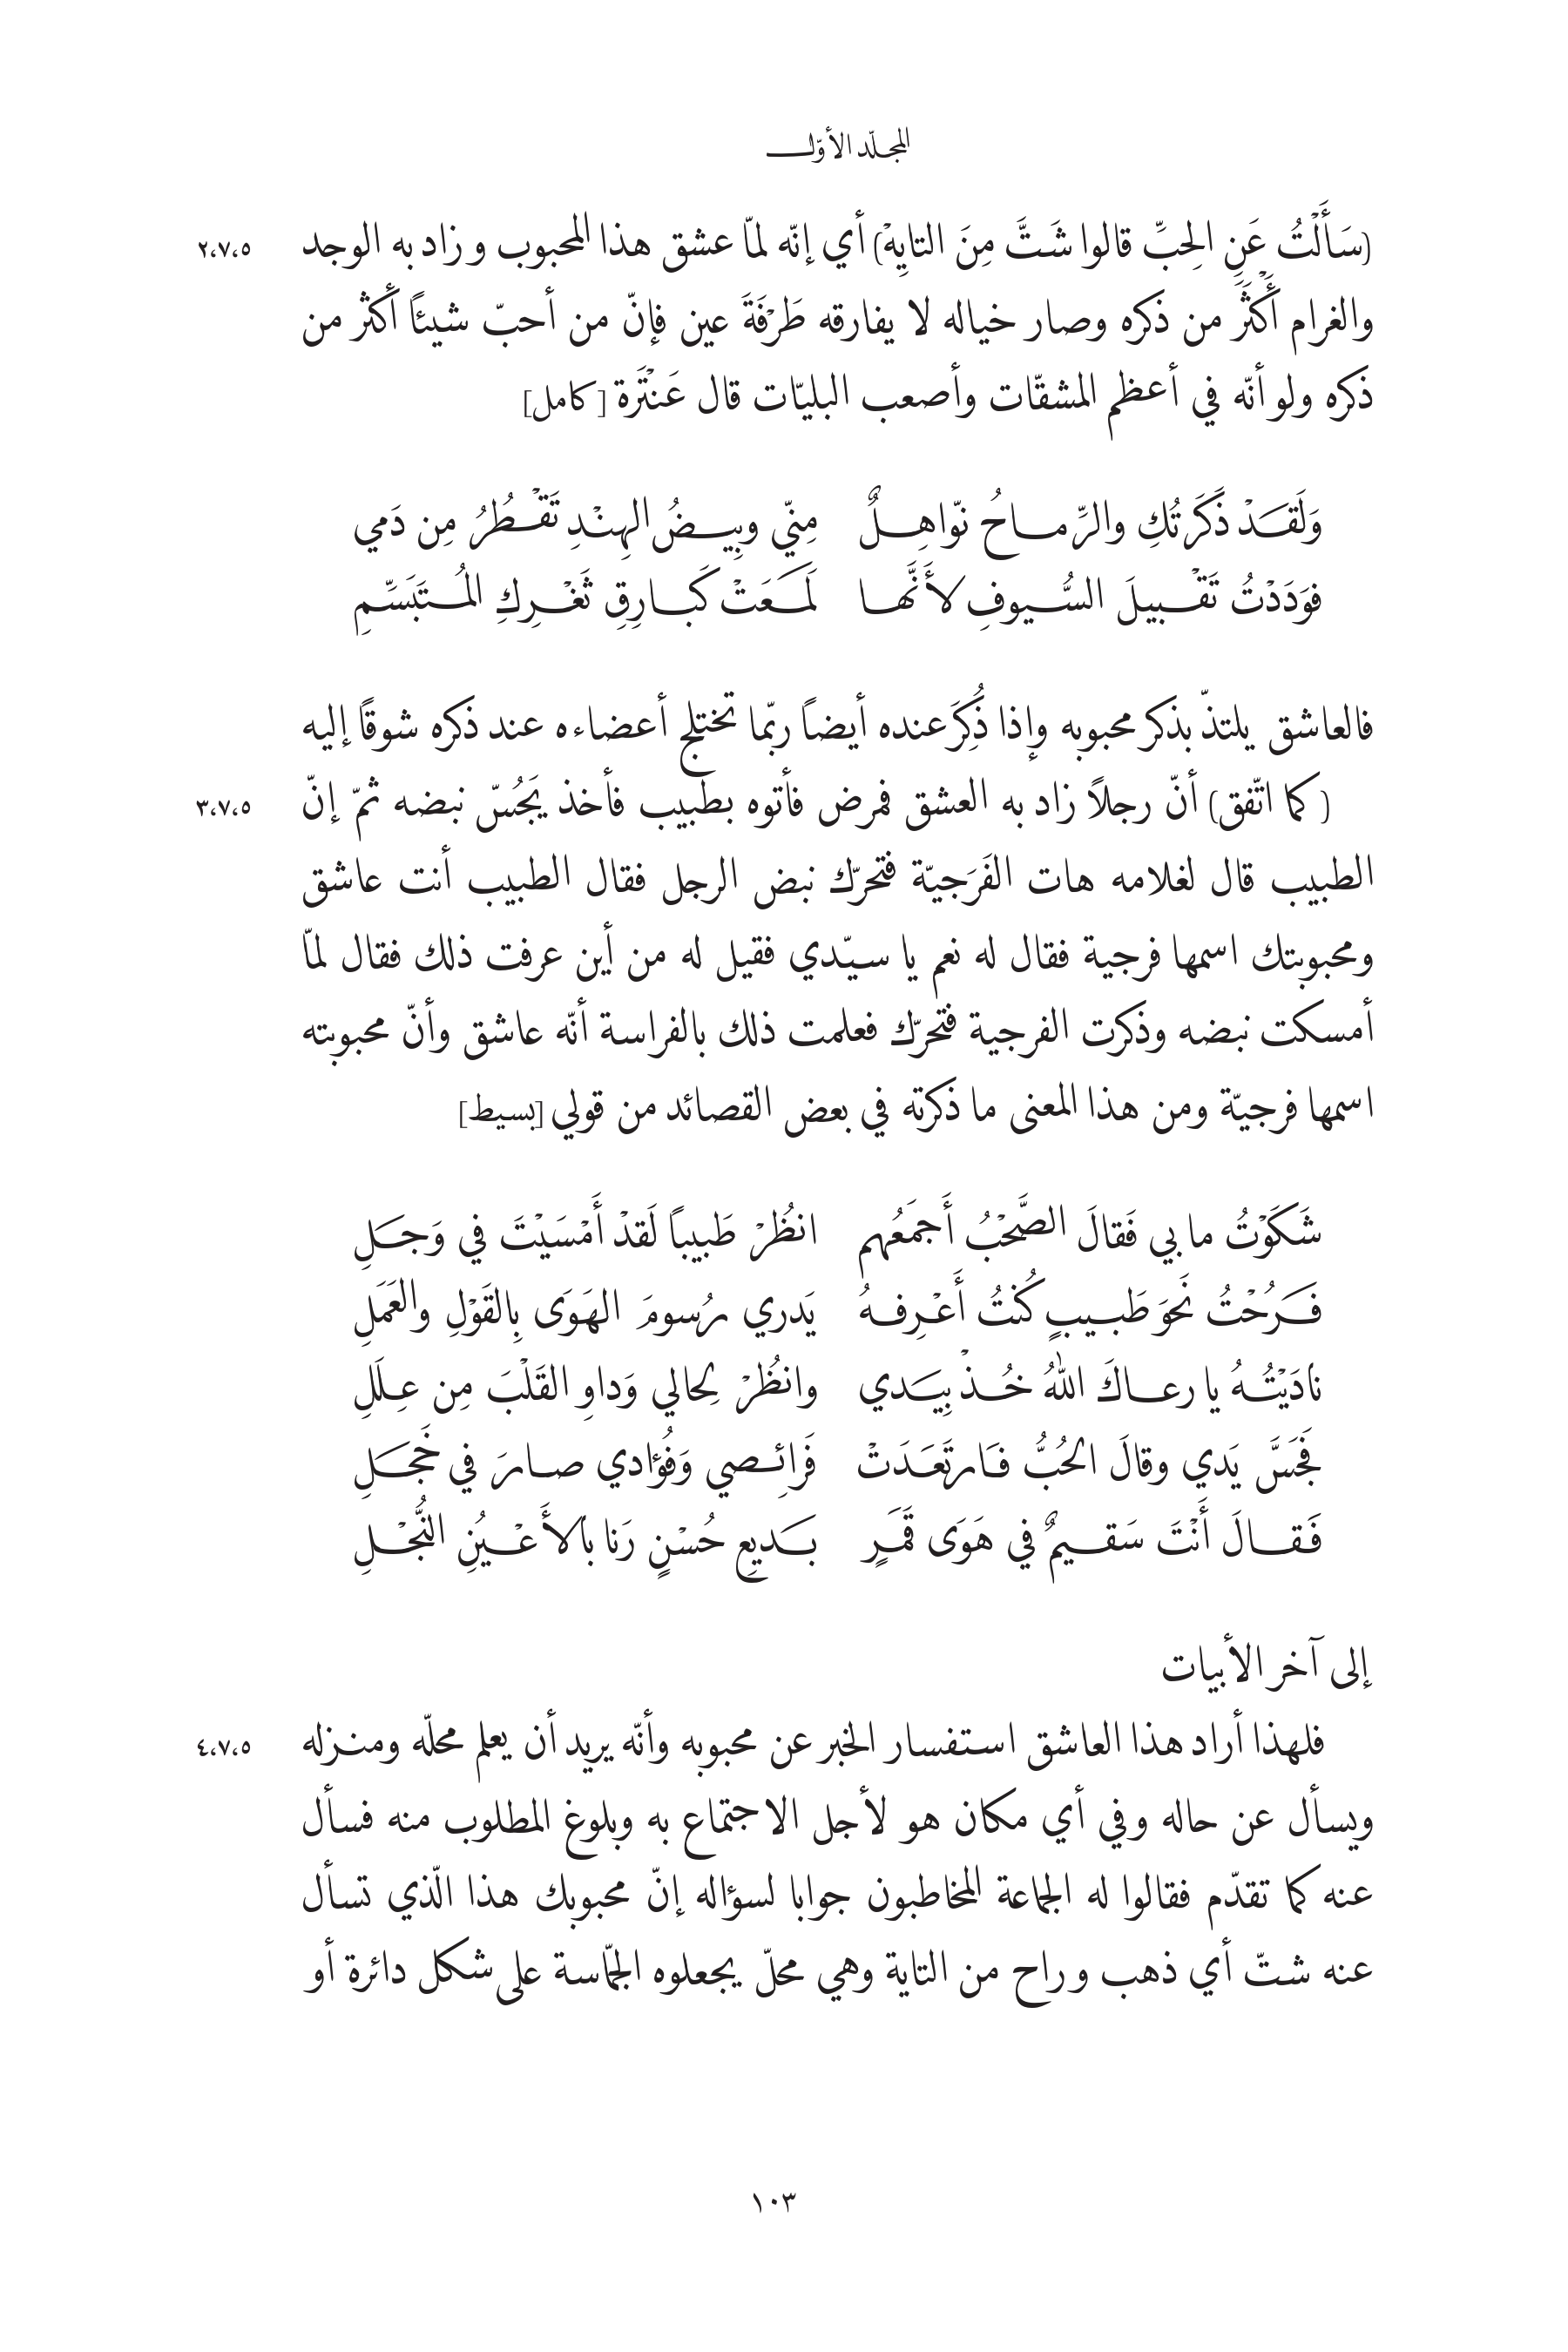 المجلّد الأوّل
(سَأَلْتُ عَنِ الحِبِّ قالوا شَتَّ مِنَ التايِهْ) أي إنّه لمّا عشق هذا المحبوب وزاد به الوجد ٢،٧،٥
والغرام أَكْثَرَ من ذكره وصار خياله لا يفارقه طَرْفَةَ عين فإنّ من أحبّ شيئًا أكثر من
ذكره ولو أنّه في أعظم المشقّات وأصعب البليّات قال عَنْتَرة [كامل]
وَلَقَدْ ذَكَرتُكِ والرِّماحُ نّواهِلٌ مِنِّي وبِيضُ الهِنْدِ تَقْطُرُ مِن دَمي
فوَدَدْتُ تَقْبيلَ السُّيوفِ لأَنَّها لَمَعَتْ كَبارِقِ ثَغْرِكِ المُتَبَسِّمِ
فالعاشق يلتذّ بذكر محبوبه وإذا ذُكِرَ عنده أيضاً ربّما تختلج أعضاءه عند ذكره شوقًا إليه
(كما اتّفق) أنّ رجلاً زاد به العشق فمرض فأتوه بطبيب فأخذ يَجُسّ نبضه ثمّ إنّ ٣،٧،٥
الطبيب قال لغلامه هات الفَرَجيّة فتحرّك نبض الرجل فقال الطبيب أنت عاشق
ومحبوبتك اسمها فرجية فقال له نعم يا سيّدي فقيل له من أين عرفت ذلك فقال لمّا
أمسكت نبضه وذكرت الفرجية فتحرّك فعلمت ذلك بالفراسة أنّه عاشق وأنّ محبوبته
اسمها فرجيّة ومن هذا المعنى ما ذكرته في بعض القصائد من قولي [بسيط]
شَكَوْتُ ما بي فَقالَ الصَّحْبُ أَجمَعُهم انظُرْ طَبيباً لَقدْ أَمْسَيْتَ في وَجَلِ
فَرُحْتُ نَحوَ طَبيبٍ كُنتُ أَعْرِفهُ يَدري رُسومَ الهَوَى بِالقَوْلِ والعَمَلِ
نادَيْتُهُ يا رعاكَ اللهُ خُذْ بِيَدي وانظُرْ لِحالي وَداوِ القَلْبَ مِن عِلَلِ
فَجَسَّ يَدي وقالَ الحُبُّ فَارتَعَدَتْ فَرائِصي وَفُؤادي صارَ في خَجَلِ
فَقالَ أَنْتَ سَقيمٌ في هَوَى قَمَرٍ بَديعِ حُسْنٍ رَنا بالأَعْيُنِ النُّجْلِ
إلى آخر الأبيات
فلهذا أراد هذا العاشق استفسار الخبر عن محبوبه وأنّه يريد أن يعلم محلّه ومنزله ٤،٧،٥
ويسأل عن حاله وفي أي مكان هو لأجل الاجتماع به وبلوغ المطلوب منه فسأل
عنه كما تقدّم فقالوا له الجماعة المخاطبون جوابا لسؤاله إنّ محبوبك هذا الّذي تسأل
عنه شتّ أي ذهب وراح من التاية وهي محلّ يجعلوه الجمّاسة على شكل دائرة أو
١٠٣